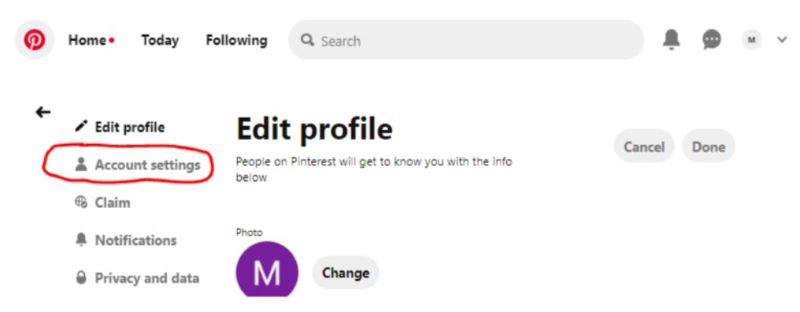 Home Today Following Search M
Edit profile
Account settings
Claim
Notifications
Privacy and data
Edit profile
People on Pinterest will get to know you with the info
below
Cancel Done
Photo
M Change